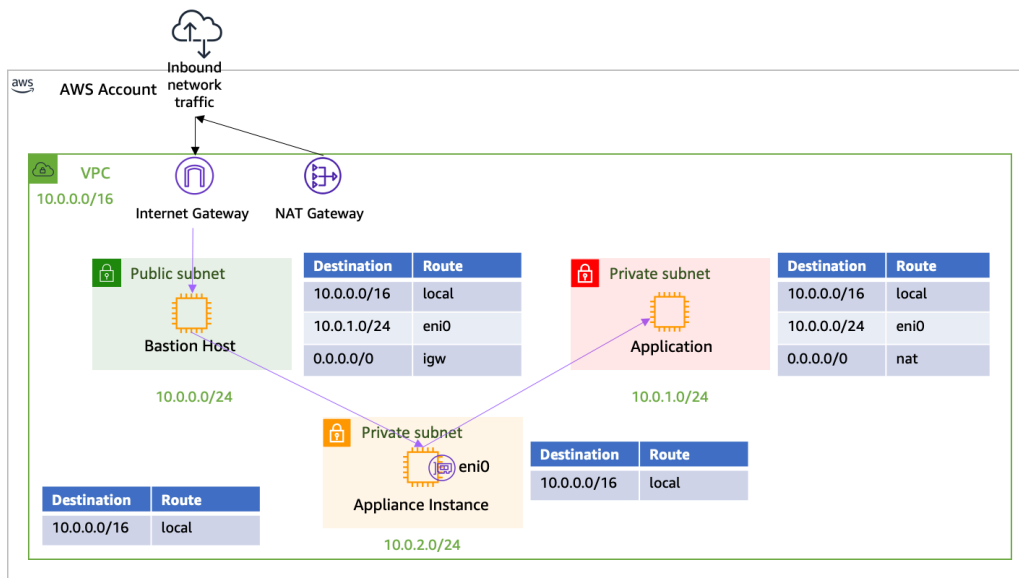 Inbound
network
traffic
aws
AWS Account
VPC
10.0.0.0/16
Internet Gateway
NAT Gateway
Public subnet
Bastion Host
10.0.0.0/24
Destination Route
10.0.0.0/16 local
10.0.1.0/24 eni0
0.0.0.0/0 igw
Private subnet
Application
10.0.1.0/24
Destination Route
10.0.0.0/16 local
10.0.0.0/24 eni0
0.0.0.0/0 nat
Private subnet
eni0
Appliance Instance
10.0.2.0/24
Destination Route
10.0.0.0/16 local
Destination Route
10.0.0.0/16 local